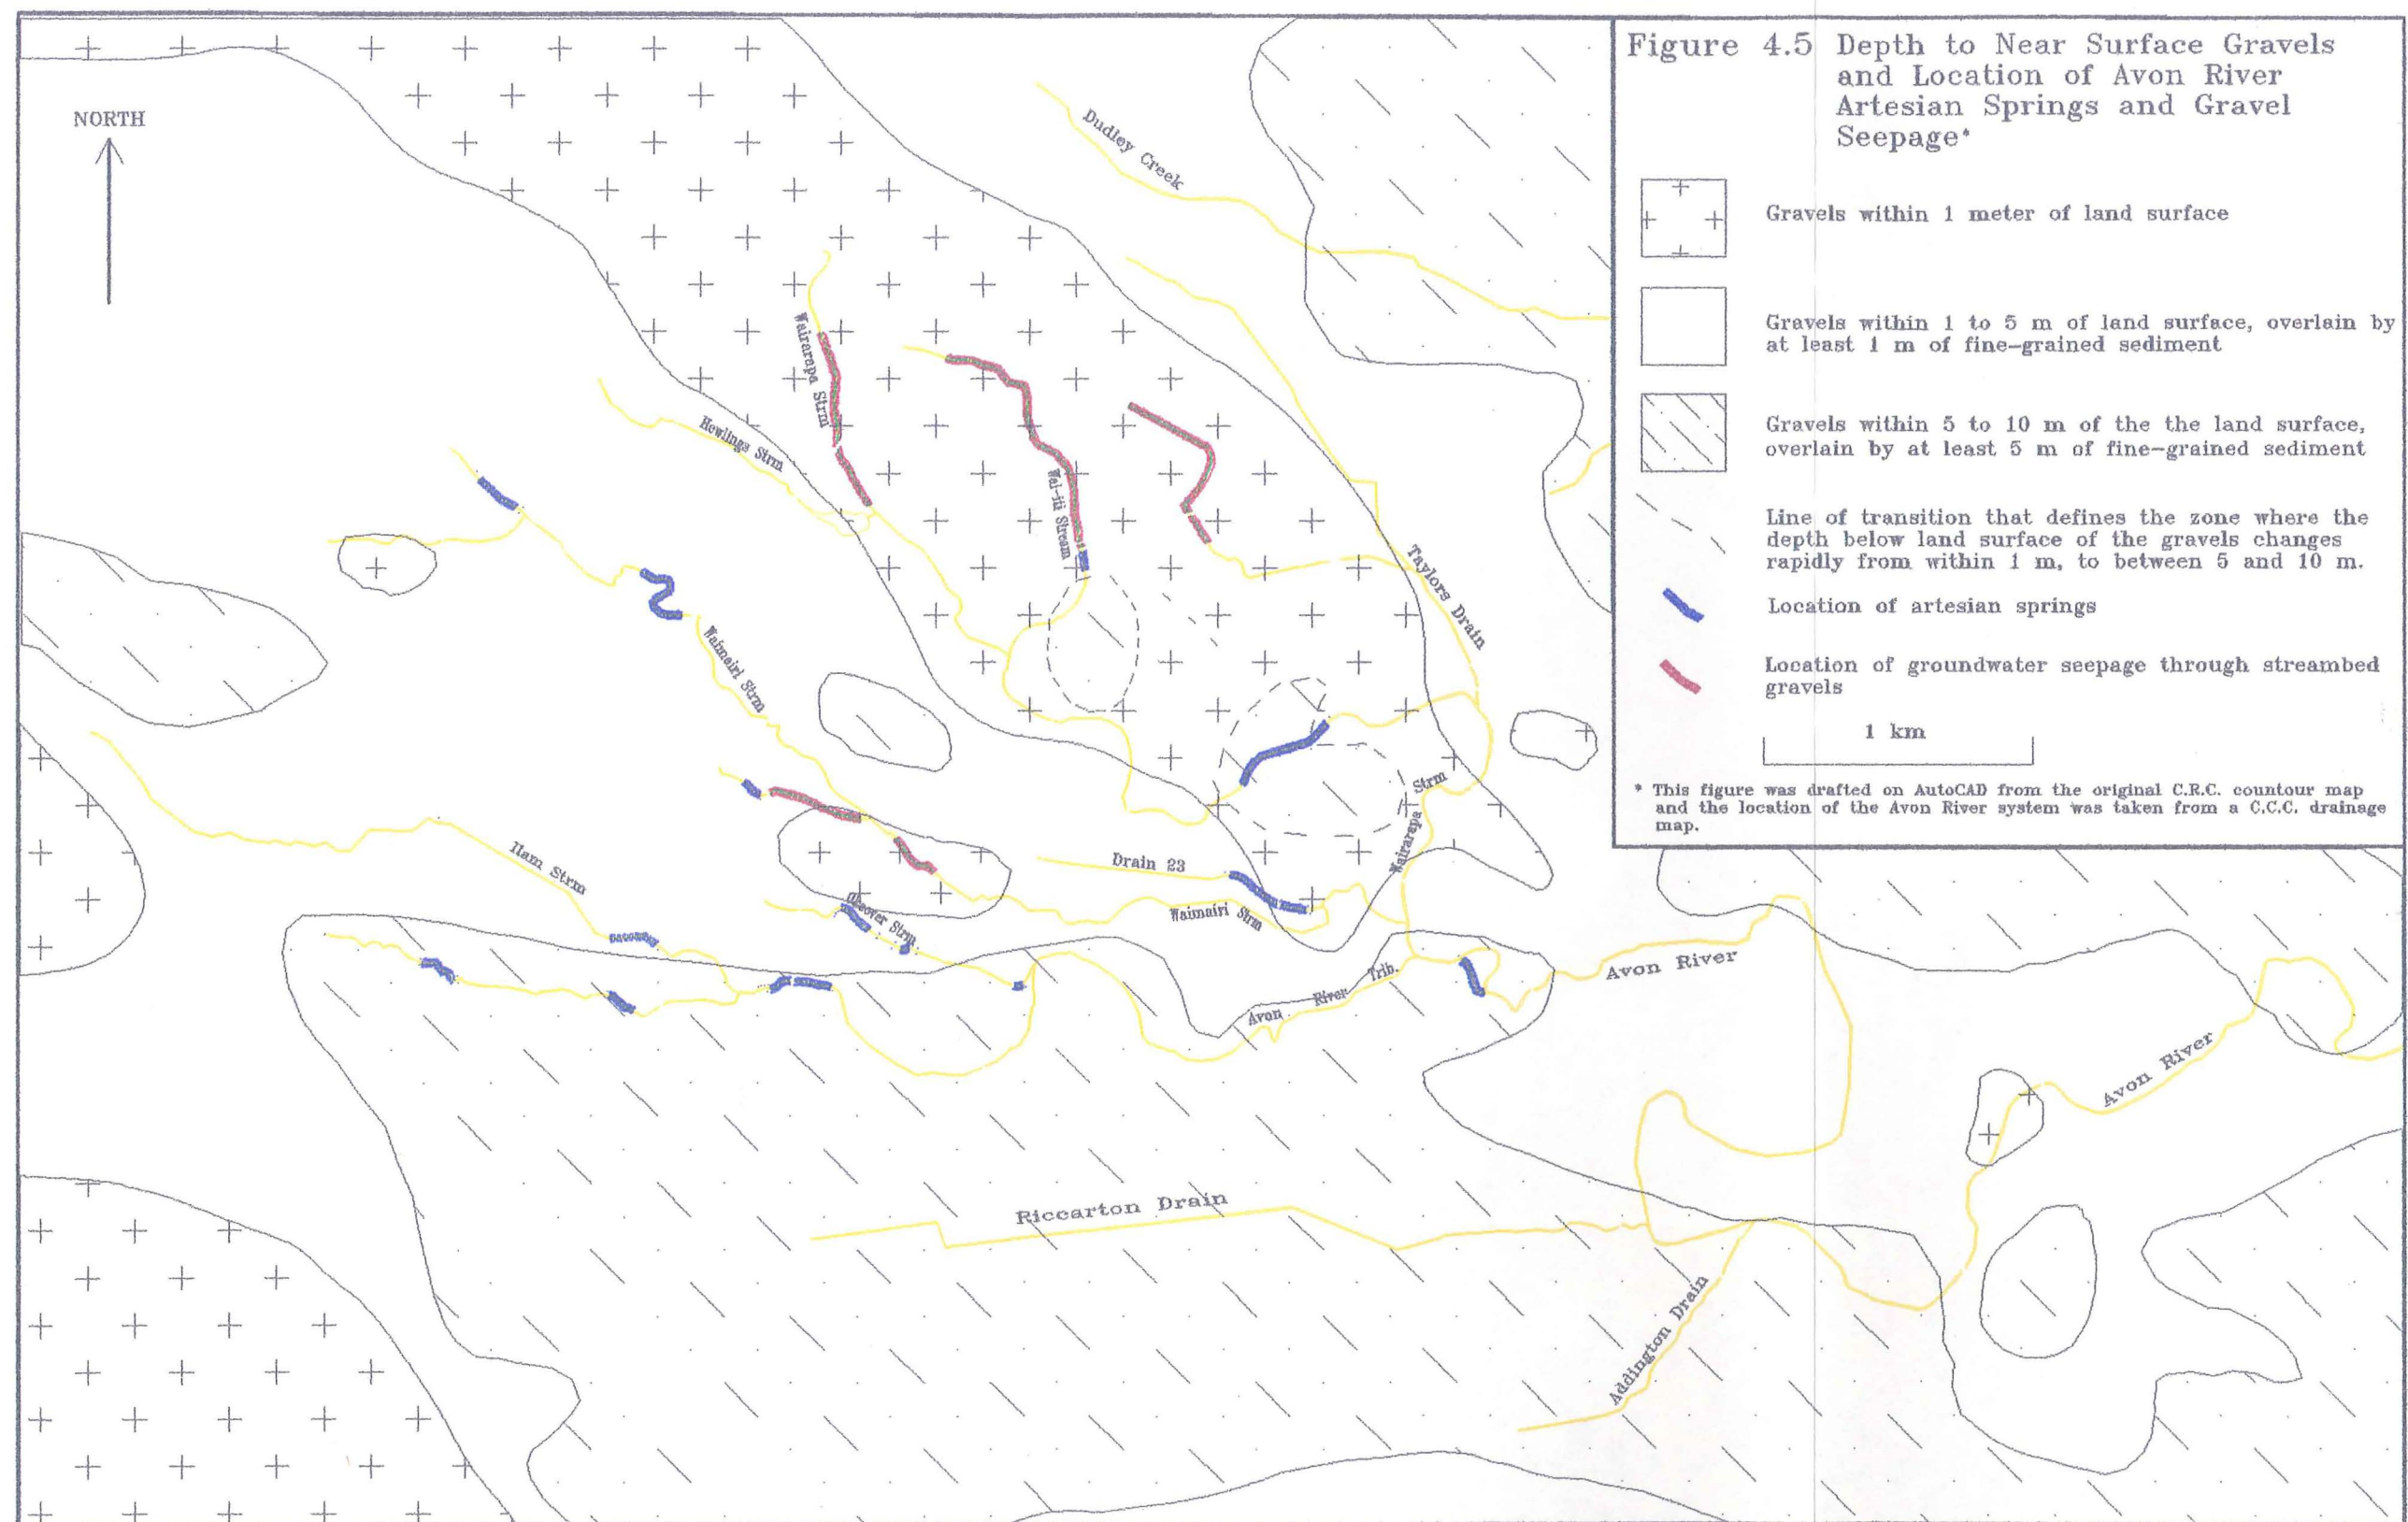 Figure 4.5 Depth to Near Surface Gravels
and Location of Avon River
Artesian Springs and Gravel
Seepage*
NORTH
Gravels within 1 meter of land surface
Gravels within 1 to 5 m of land surface, overlain by
at least 1 m of fine-grained sediment
Gravels within 5 to 10 m of the the land surface,
overlain by at least 5 m of fine-grained sediment
Line of transition that defines the zone where the
depth below land surface of the gravels changes
rapidly from within 1 m, to between 5 and 10 m.
Location of artesian springs
Location of groundwater seepage through streambed
gravels
1 km
* This figure was drafted on AutoCAD from the original C.R.C. countour map
and the location of the Avon River system was taken from a C.C.C. drainage
map.
Dudley Creek
Wairarapa Strm
Hewlings Strm
Wai-iti Stream
Taylors Drain
Waimairi Strm
Wairarapa Strm
Ilam Strm
Drain 23
Okeover Strm
Waimairi Strm
Avon River Trib.
Avon River
Avon River
Riccarton Drain
Addington Drain